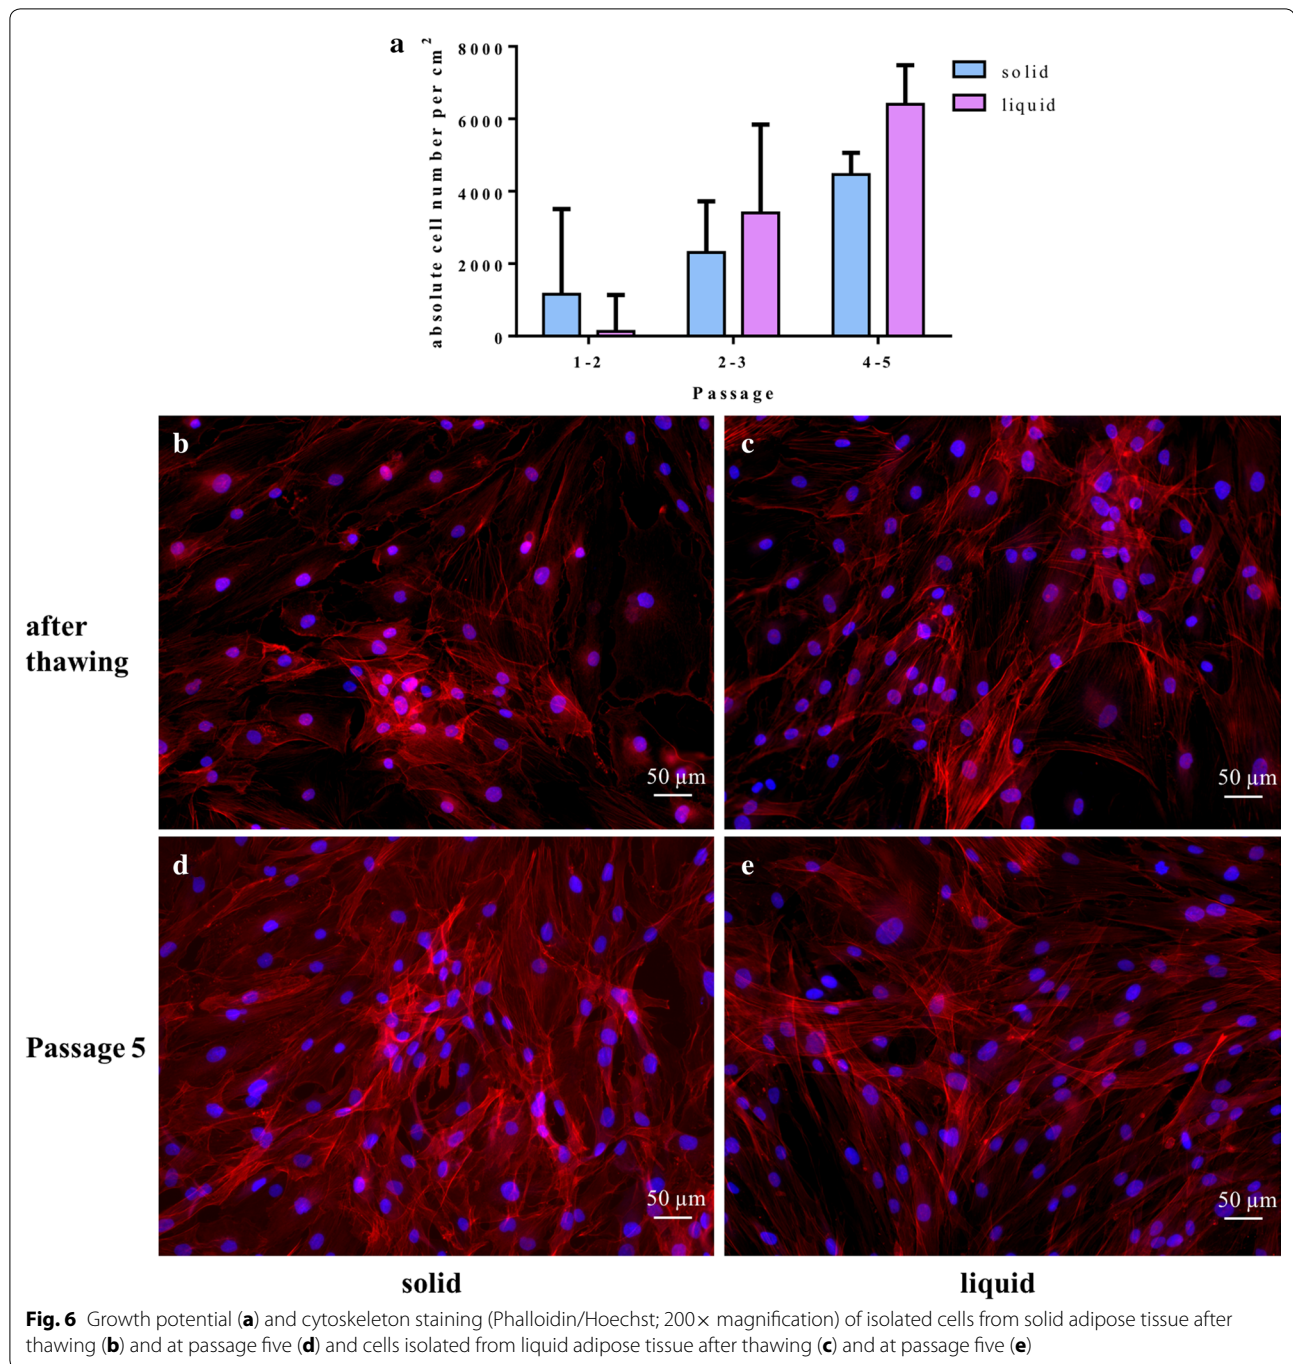 a
absolute cell number per cm²
8000
6000
4000
2000
0
solid
liquid
1-2 2-3 4-5
Passage
b
c
after
thawing
50 µm
50 µm
d
e
Passage 5
50 µm
50 µm
solid
liquid
Fig. 6 Growth potential (a) and cytoskeleton staining (Phalloidin/Hoechst; 200× magnification) of isolated cells from solid adipose tissue after
thawing (b) and at passage five (d) and cells isolated from liquid adipose tissue after thawing (c) and at passage five (e)